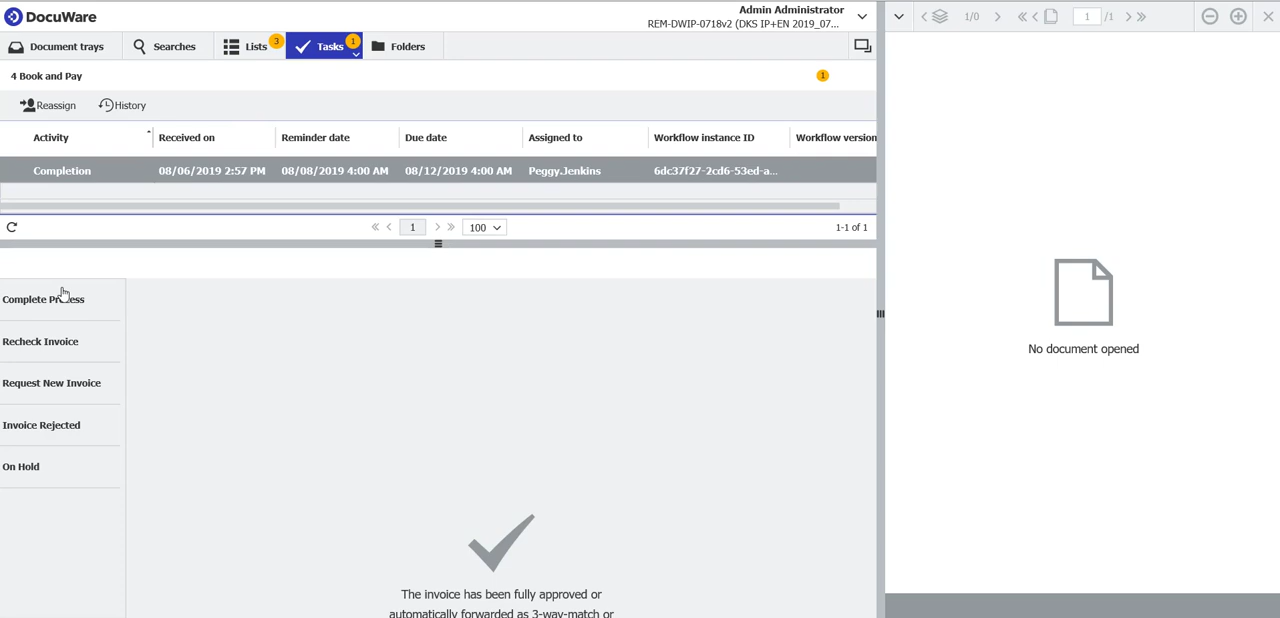 DocuWare
Admin Administrator
REM-DWIP-0718v2 (DKS IP+EN 2019_07...
1/0
1 /1
Document trays
Searches
Lists 3
Tasks 1
Folders
4 Book and Pay
1
Reassign
History
Activity
Received on
Reminder date
Due date
Assigned to
Workflow instance ID
Workflow version
Completion
08/06/2019 2:57 PM
08/08/2019 4:00 AM
08/12/2019 4:00 AM
Peggy.Jenkins
6dc37f27-2cd6-53ed-a...
1
100
1-1 of 1
Complete Process
Recheck Invoice
Request New Invoice
Invoice Rejected
On Hold
The invoice has been fully approved or
automatically forwarded as 3-way-match or
No document opened